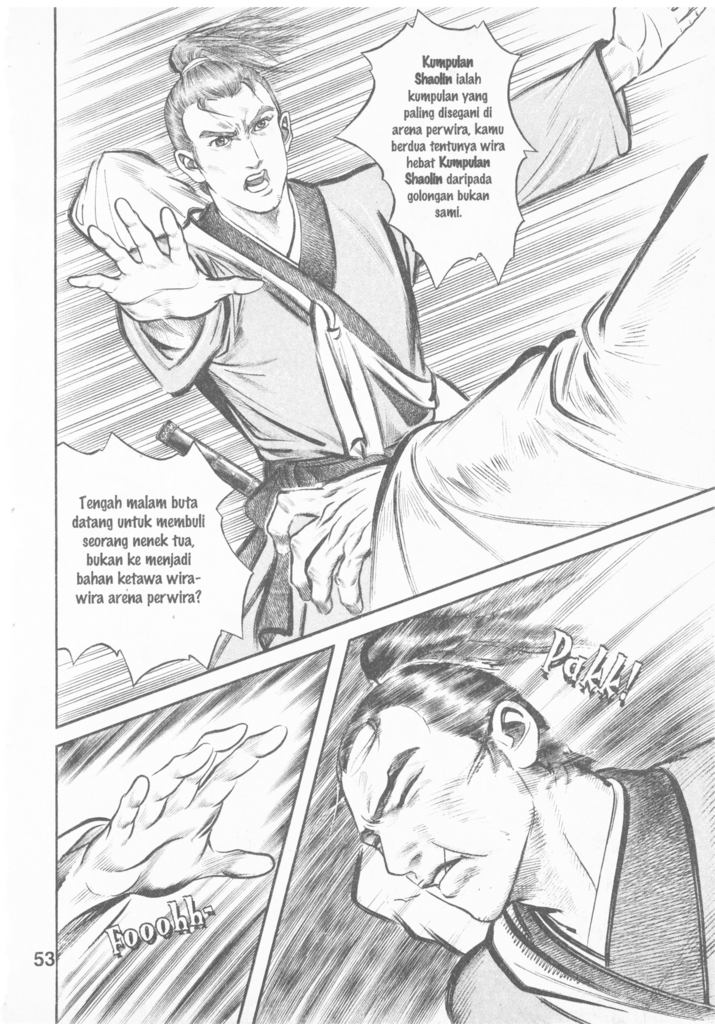 Kumpulan
Shaolin ialah
kumpulan yang
paling disegani di
arena perwira, kamu
berdua tentunya wira
hebat Kumpulan
Shaolin daripada
golongan bukan
sami.
Tengah malam buta
datang untuk membuli
seorang nenek tua,
bukan ke menjadi
bahan ketawa wira-
wira arena perwira?
Pakk!
Fooohh-
53